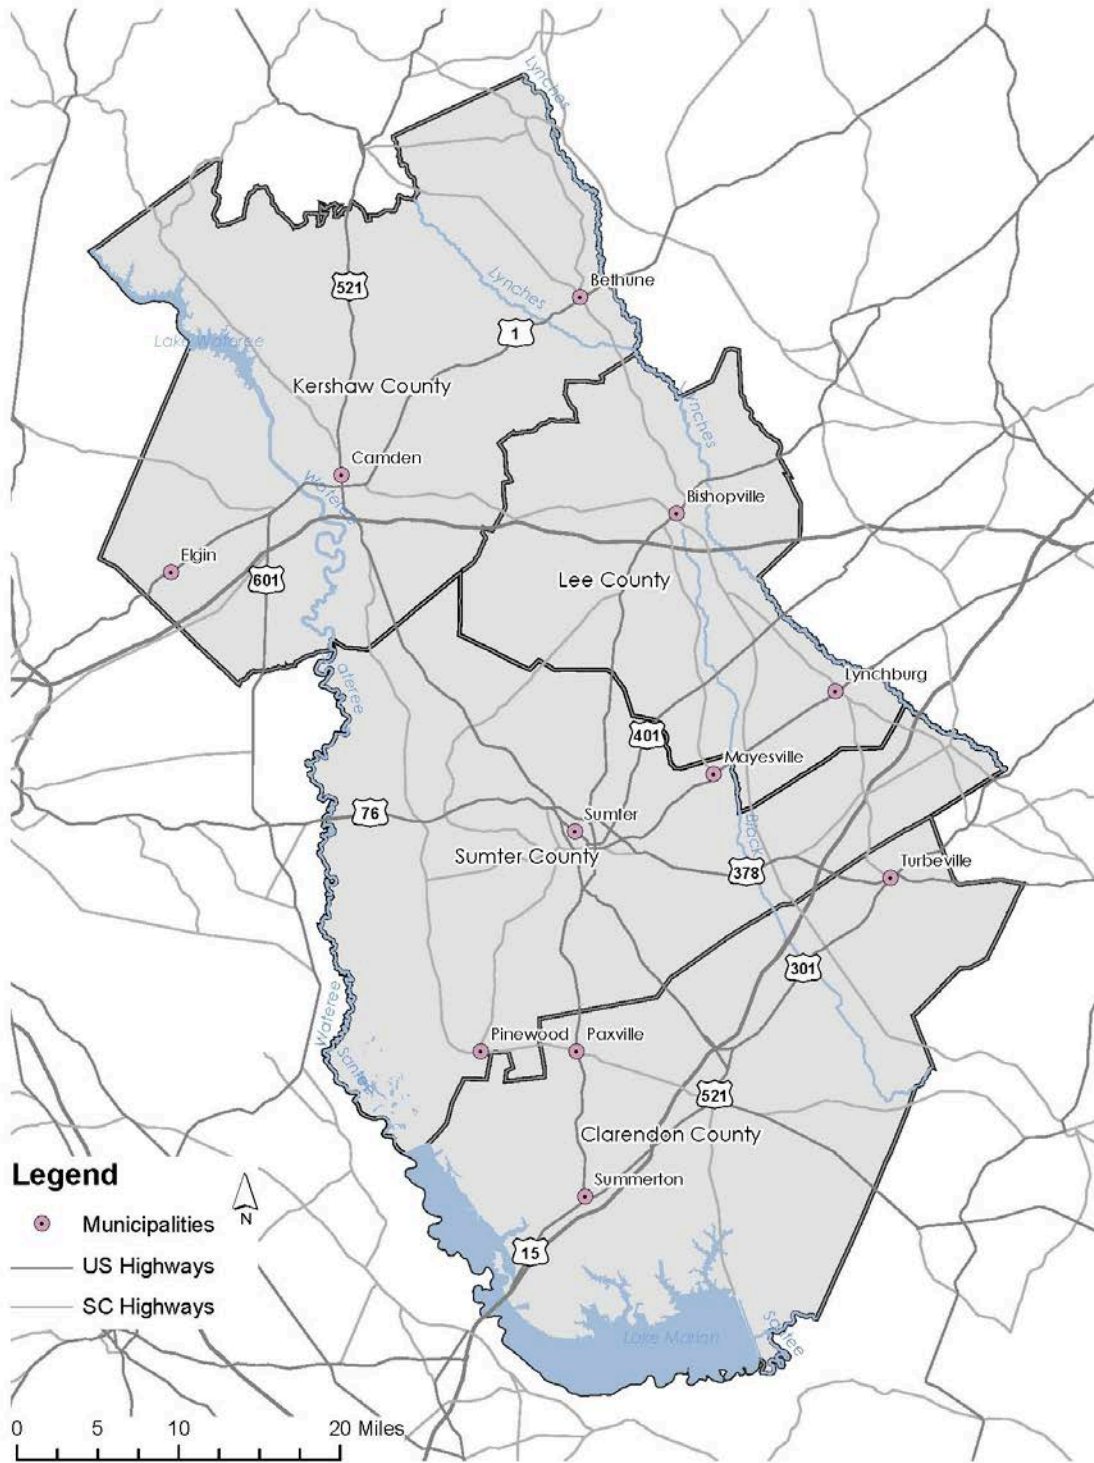 Lynches
Bethune
Lynches
521
1
Lake Wateree
Kershaw County
Lynches
Camden
Wateree
Bishopville
Elgin
601
Lee County
Lynchburg
ateree
401
Mayesville
76
Sumter
Black
Sumter County
378
Turbeville
301
Wateree
Pinewood
Paxville
Santee
521
Clarendon County
Legend
Summerton
N
Municipalities
15
US Highways
SC Highways
Santee
Lake Marion
0 5 10 20 Miles